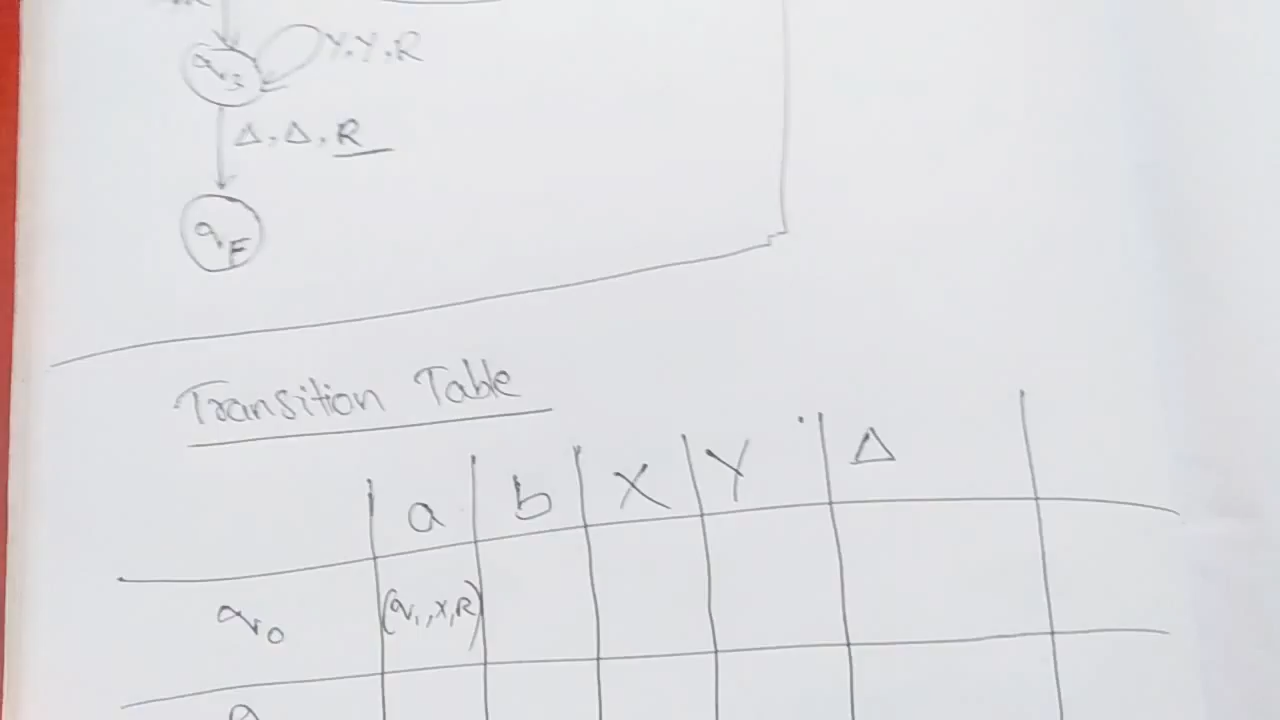 q3 Y, Y, R
Δ, Δ, R
qF
Transition Table
a b X Y Δ
q0 (q1, X, R)